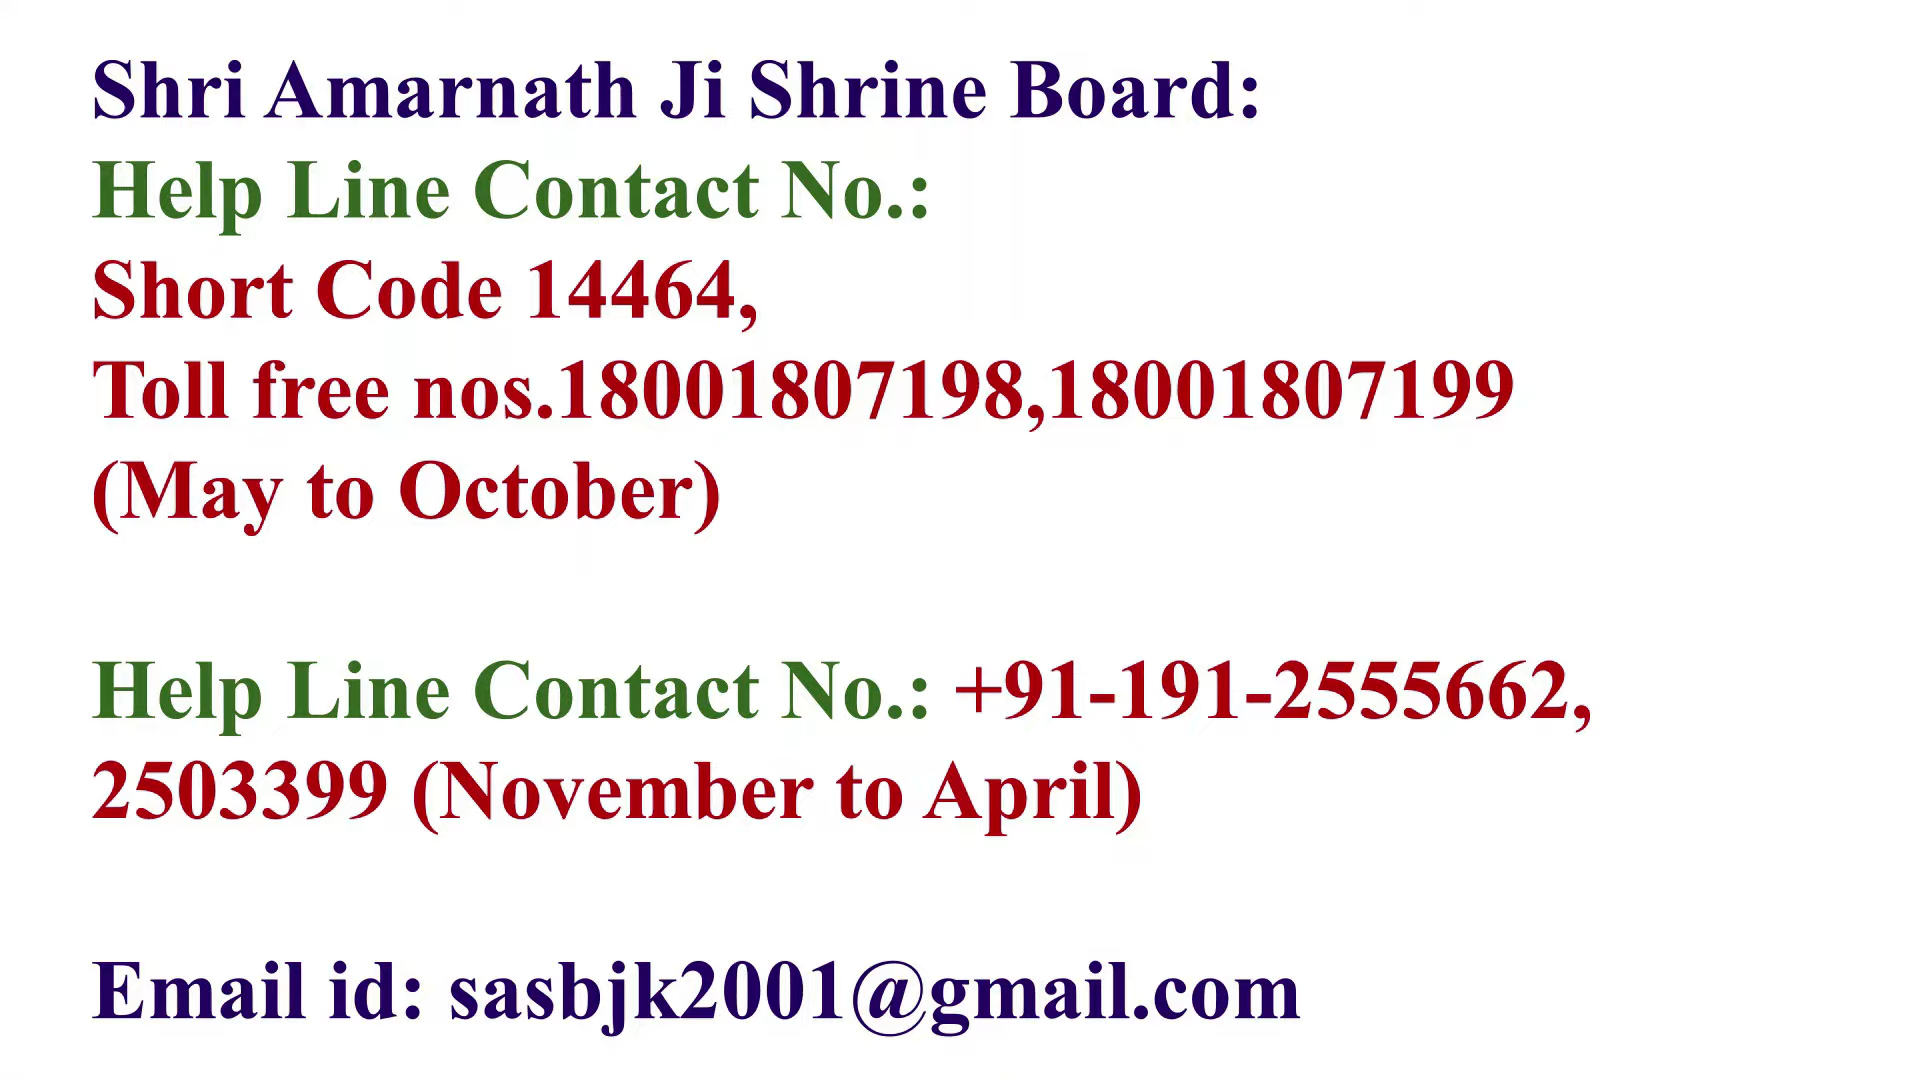 Shri Amarnath Ji Shrine Board:
Help Line Contact No.:
Short Code 14464,
Toll free nos.18001807198,18001807199
(May to October)
Help Line Contact No.: +91-191-2555662,
2503399 (November to April)
Email id: sasbjk2001@gmail.com